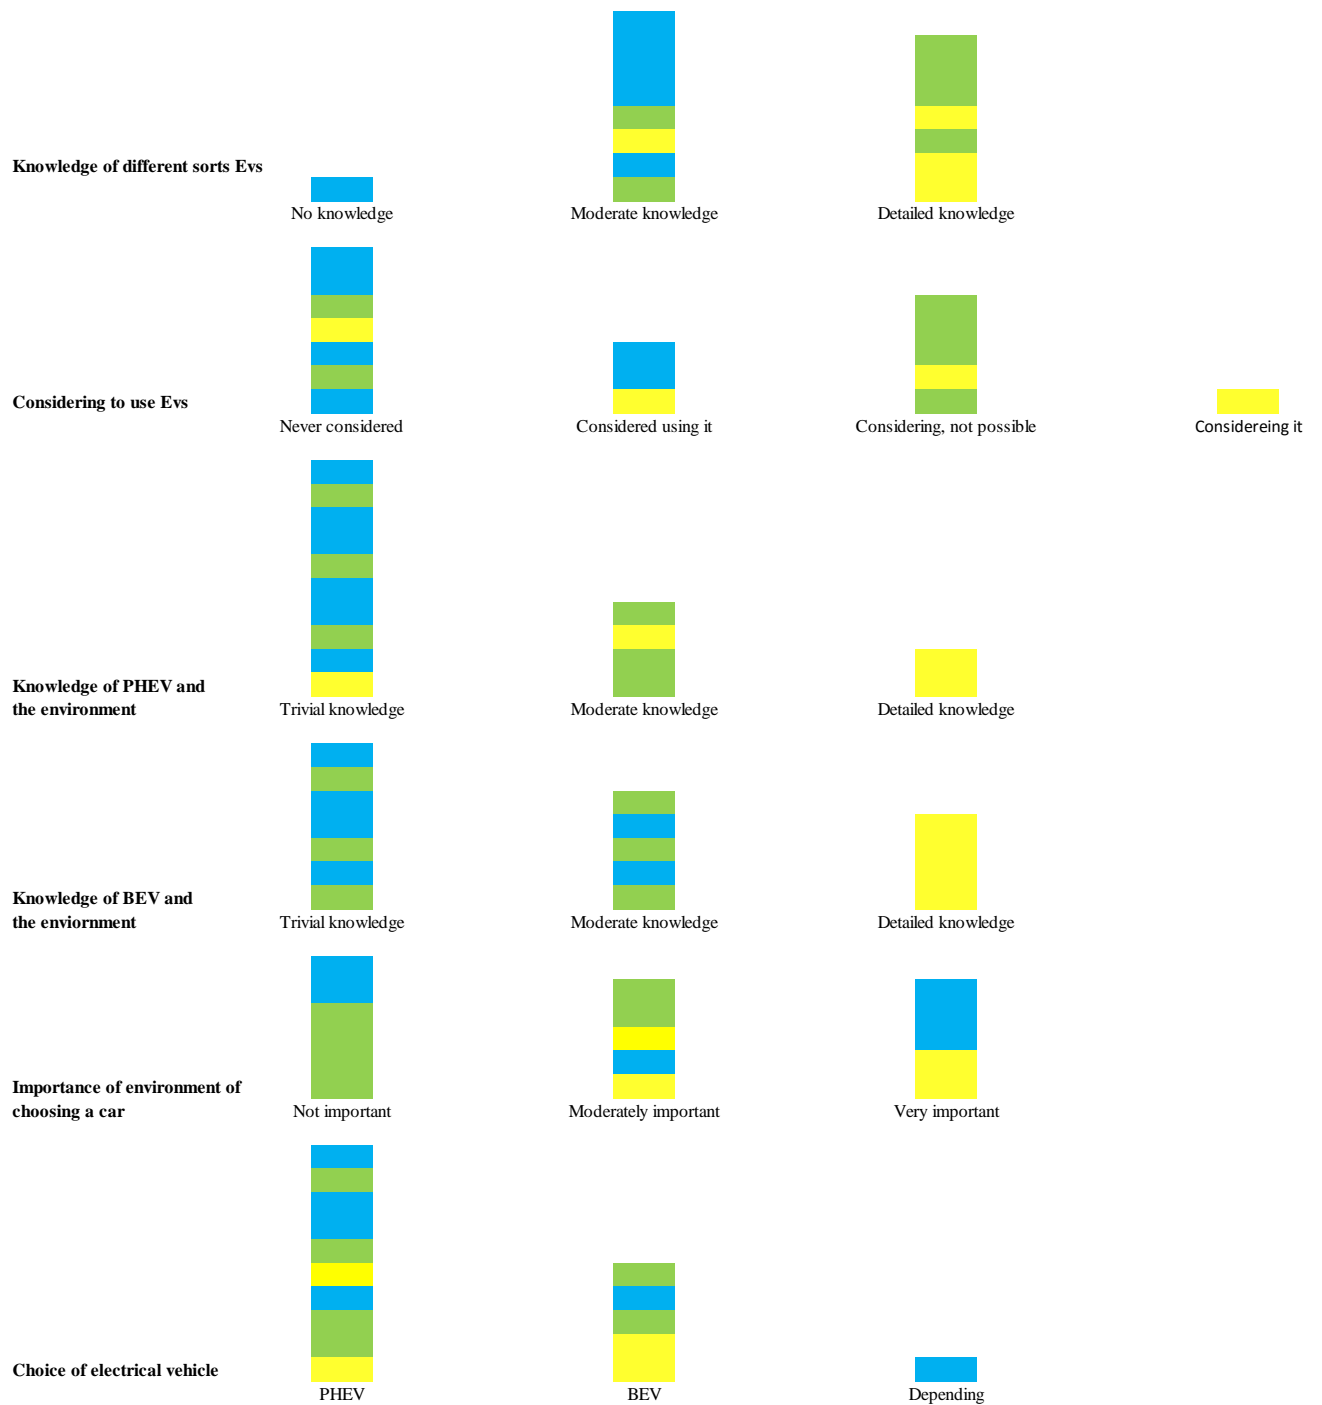 Knowledge of different sorts Evs
No knowledge
Moderate knowledge
Detailed knowledge
Considering to use Evs
Never considered
Considered using it
Considering, not possible
Considereing it
Knowledge of PHEV and
the environment
Trivial knowledge
Moderate knowledge
Detailed knowledge
Knowledge of BEV and
the enviornment
Trivial knowledge
Moderate knowledge
Detailed knowledge
Importance of environment of
choosing a car
Not important
Moderately important
Very important
Choice of electrical vehicle
PHEV
BEV
Depending